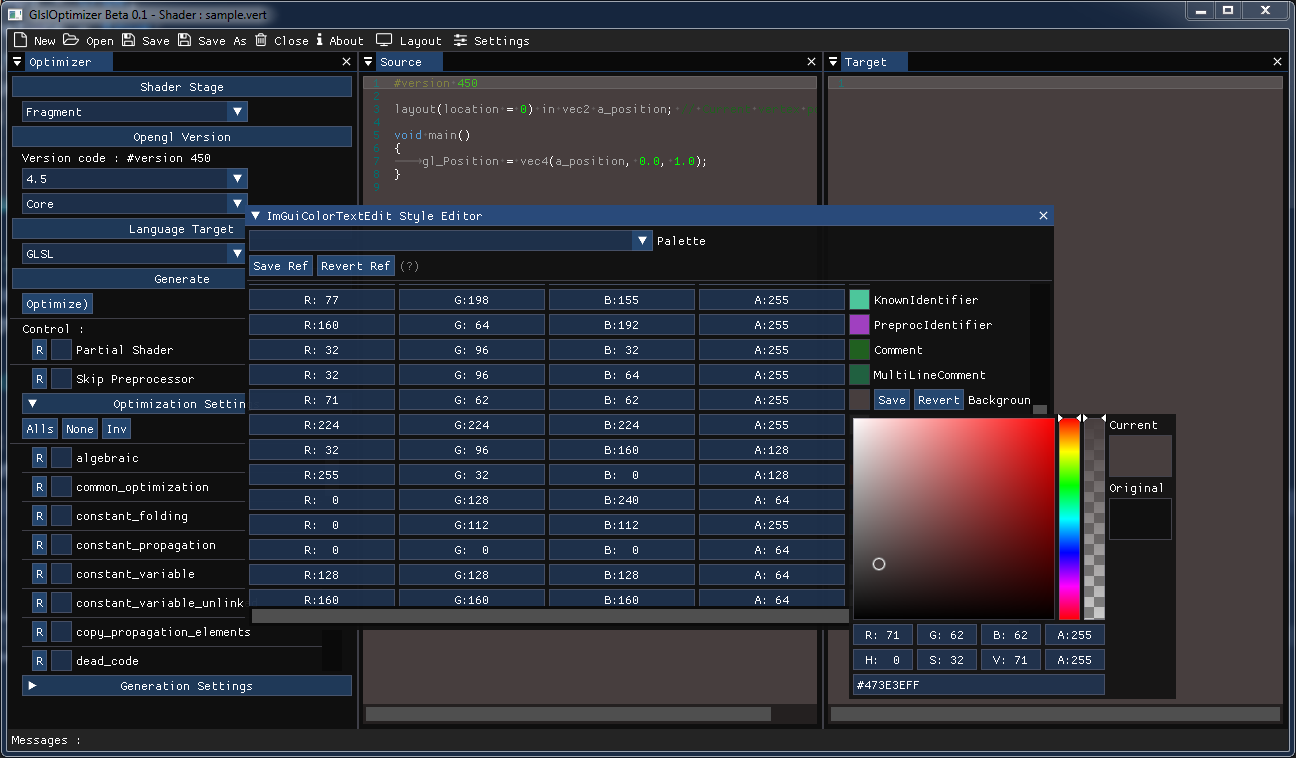 GlslOptimizer Beta 0.1 - Shader : sample.vert
New Open Save Save As Close About Layout Settings
Optimizer
Shader Stage
Fragment
Opengl Version
Version code : #version 450
4.5
Core
Language Target
GLSL
Generate
Optimize)
Control :
R Partial Shader
R Skip Preprocessor
Optimization Settin
Alls None Inv
R algebraic
R common_optimization
R constant_folding
R constant_propagation
R constant_variable
R constant_variable_unlink
R copy_propagation_elements
R dead_code
Generation Settings
Source
1 #version 450
2
3 layout(location = 0) in vec2 a_position; //
4
5 void main()
6 {
7 gl_Position = vec4(a_position, 0.0, 1.0);
8 }
9
Target
1
ImGuiColorTextEdit Style Editor
Palette
Save Ref Revert Ref (?)
R: 77 G:198 B:155 A:255 KnownIdentifier
R:160 G: 64 B:192 A:255 PreprocIdentifier
R: 32 G: 96 B: 32 A:255 Comment
R: 32 G: 96 B: 64 A:255 MultiLineComment
R: 71 G: 62 B: 62 A:255 Save Revert Backgroun
R:224 G:224 B:224 A:255
R: 32 G: 96 B:160 A:128
R:255 G: 32 B: 0 A:128
R: 0 G:128 B:240 A: 64
R: 0 G:112 B:112 A:255
R: 0 G: 0 B: 0 A: 64
R:128 G:128 B:128 A: 64
R:160 G:160 B:160 A: 64
Current
Original
R: 71 G: 62 B: 62 A:255
H: 0 S: 32 V: 71 A:255
#473E3EFF
Messages :